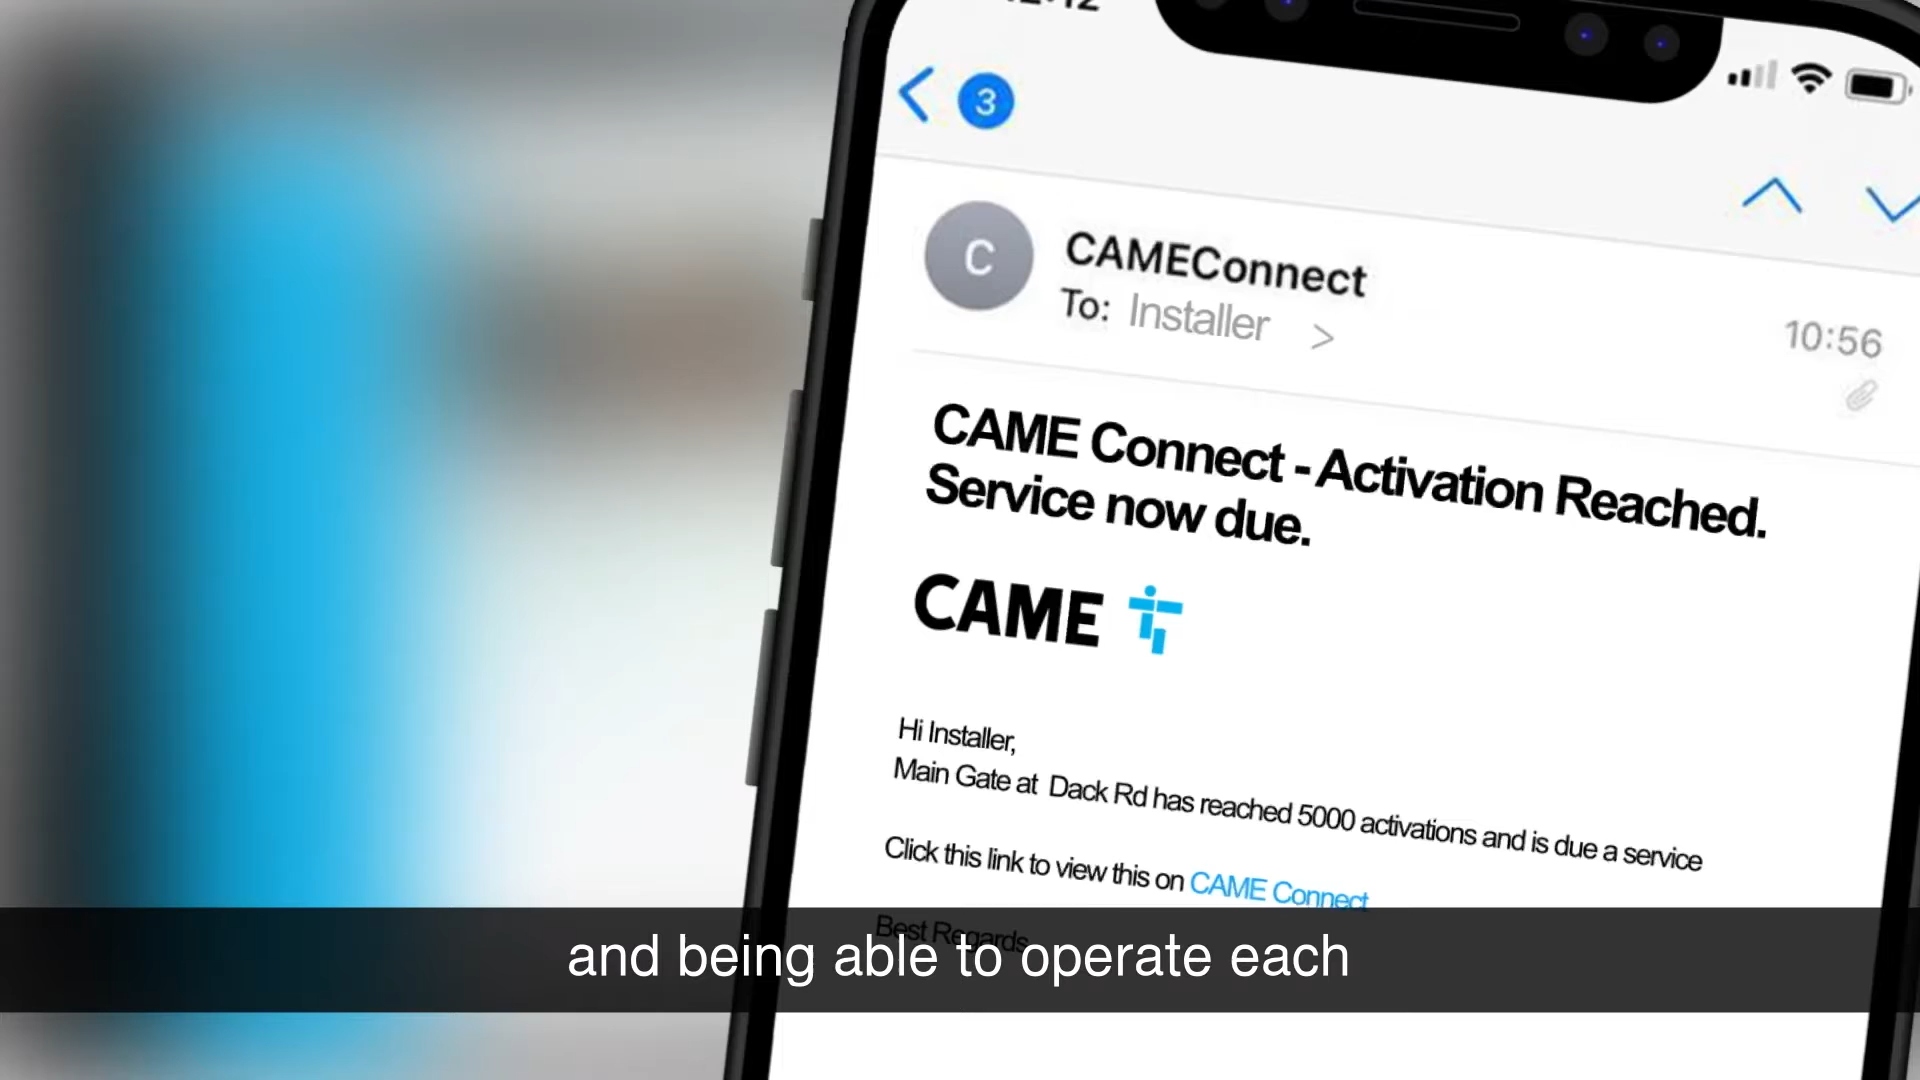 3
C
CAMEConnect
To: Installer >
10:56
CAME Connect - Activation Reached.
Service now due.
CAME
Hi Installer,
Main Gate at Dack Rd has reached 5000 activations and is due a service
Click this link to view this on CAME Connect
Best Regards
and being able to operate each